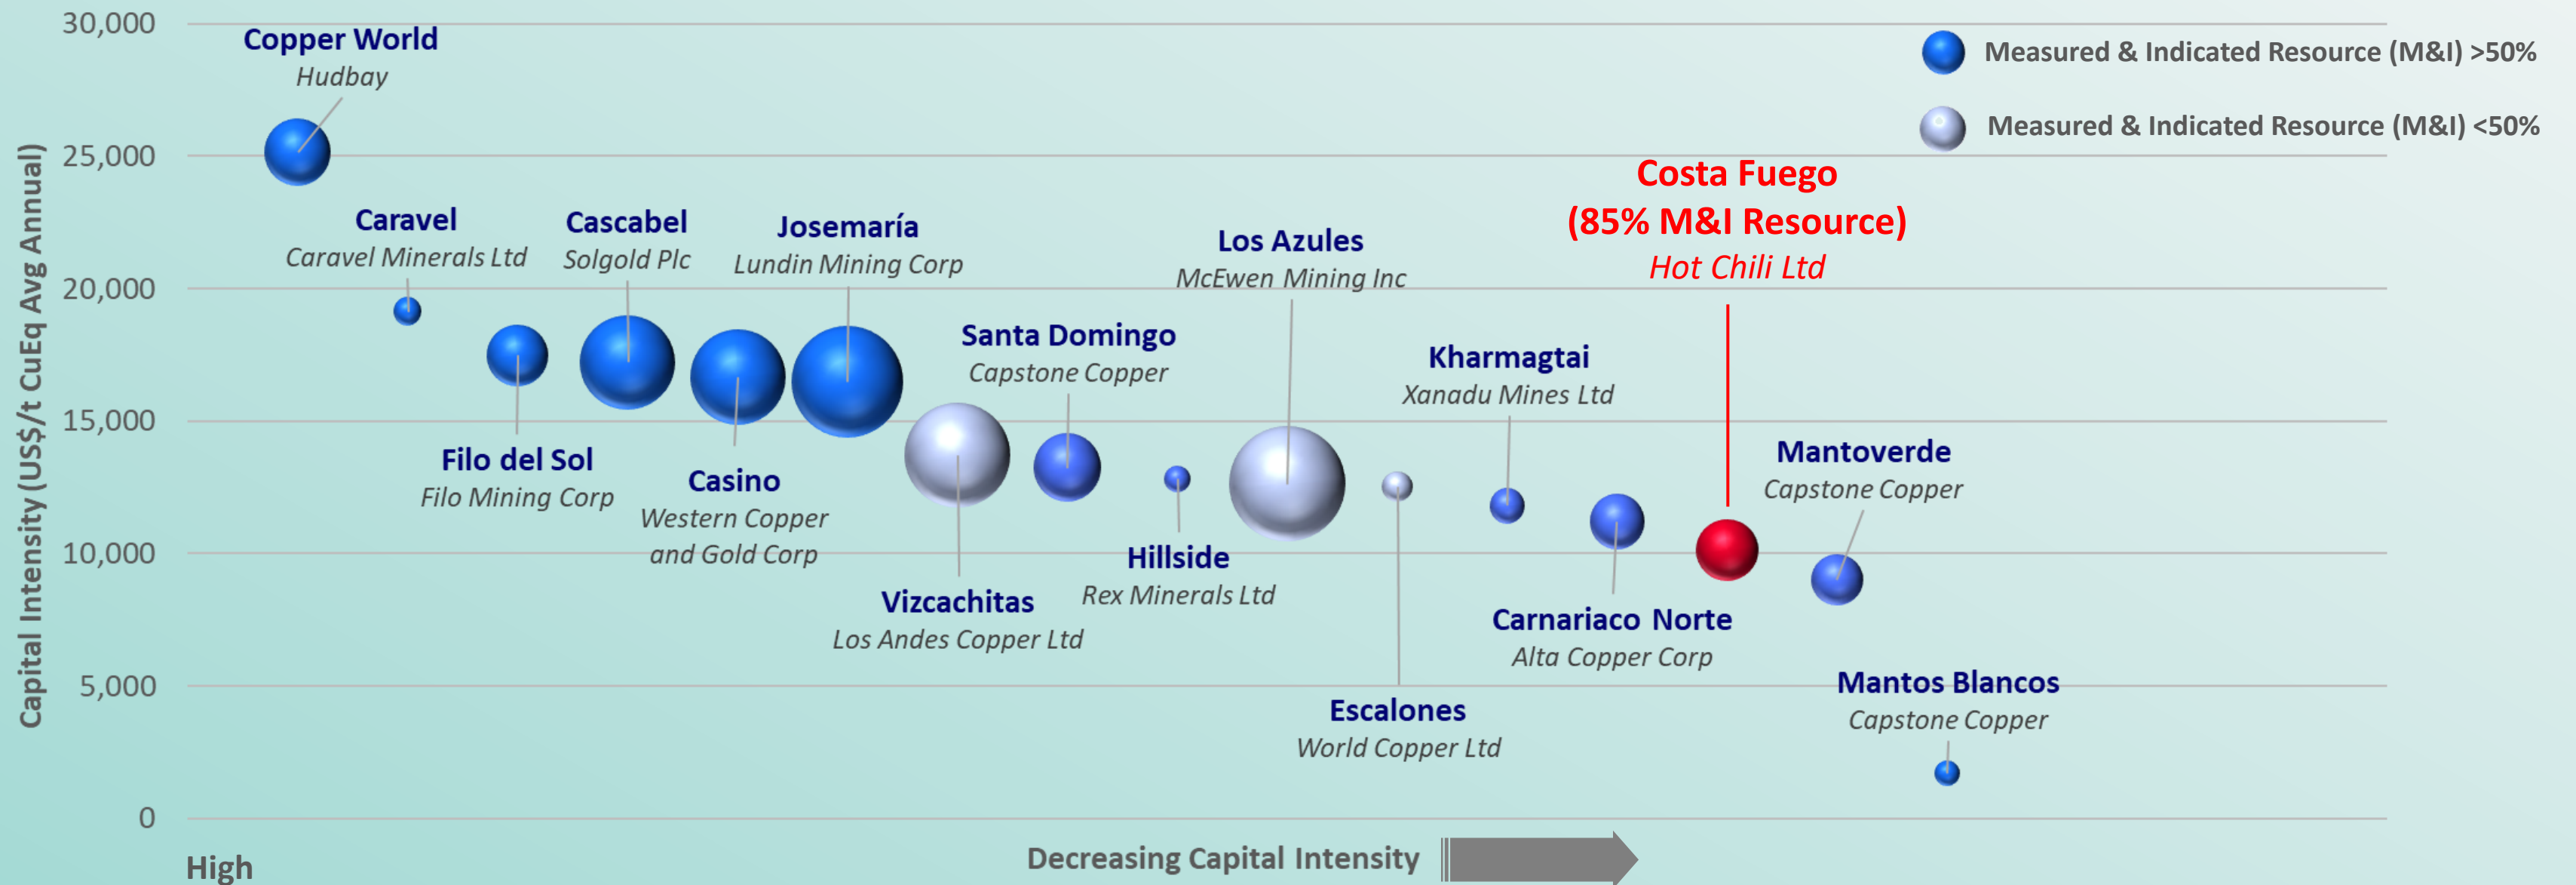 30,000
25,000
20,000
15,000
10,000
5,000
0
Capital Intensity (US$/t CuEq Avg Annual)
Copper World
Hudbay
Caravel
Caravel Minerals Ltd
Filo del Sol
Filo Mining Corp
Cascabel
Solgold Plc
Casino
Western Copper
and Gold Corp
Josemaría
Lundin Mining Corp
Vizcachitas
Los Andes Copper Ltd
Santa Domingo
Capstone Copper
Hillside
Rex Minerals Ltd
Los Azules
McEwen Mining Inc
Escalones
World Copper Ltd
Kharmagtai
Xanadu Mines Ltd
Carnariaco Norte
Alta Copper Corp
Costa Fuego
(85% M&I Resource)
Hot Chili Ltd
Mantoverde
Capstone Copper
Mantos Blancos
Capstone Copper
Measured & Indicated Resource (M&I) >50%
Measured & Indicated Resource (M&I) <50%
High
Decreasing Capital Intensity